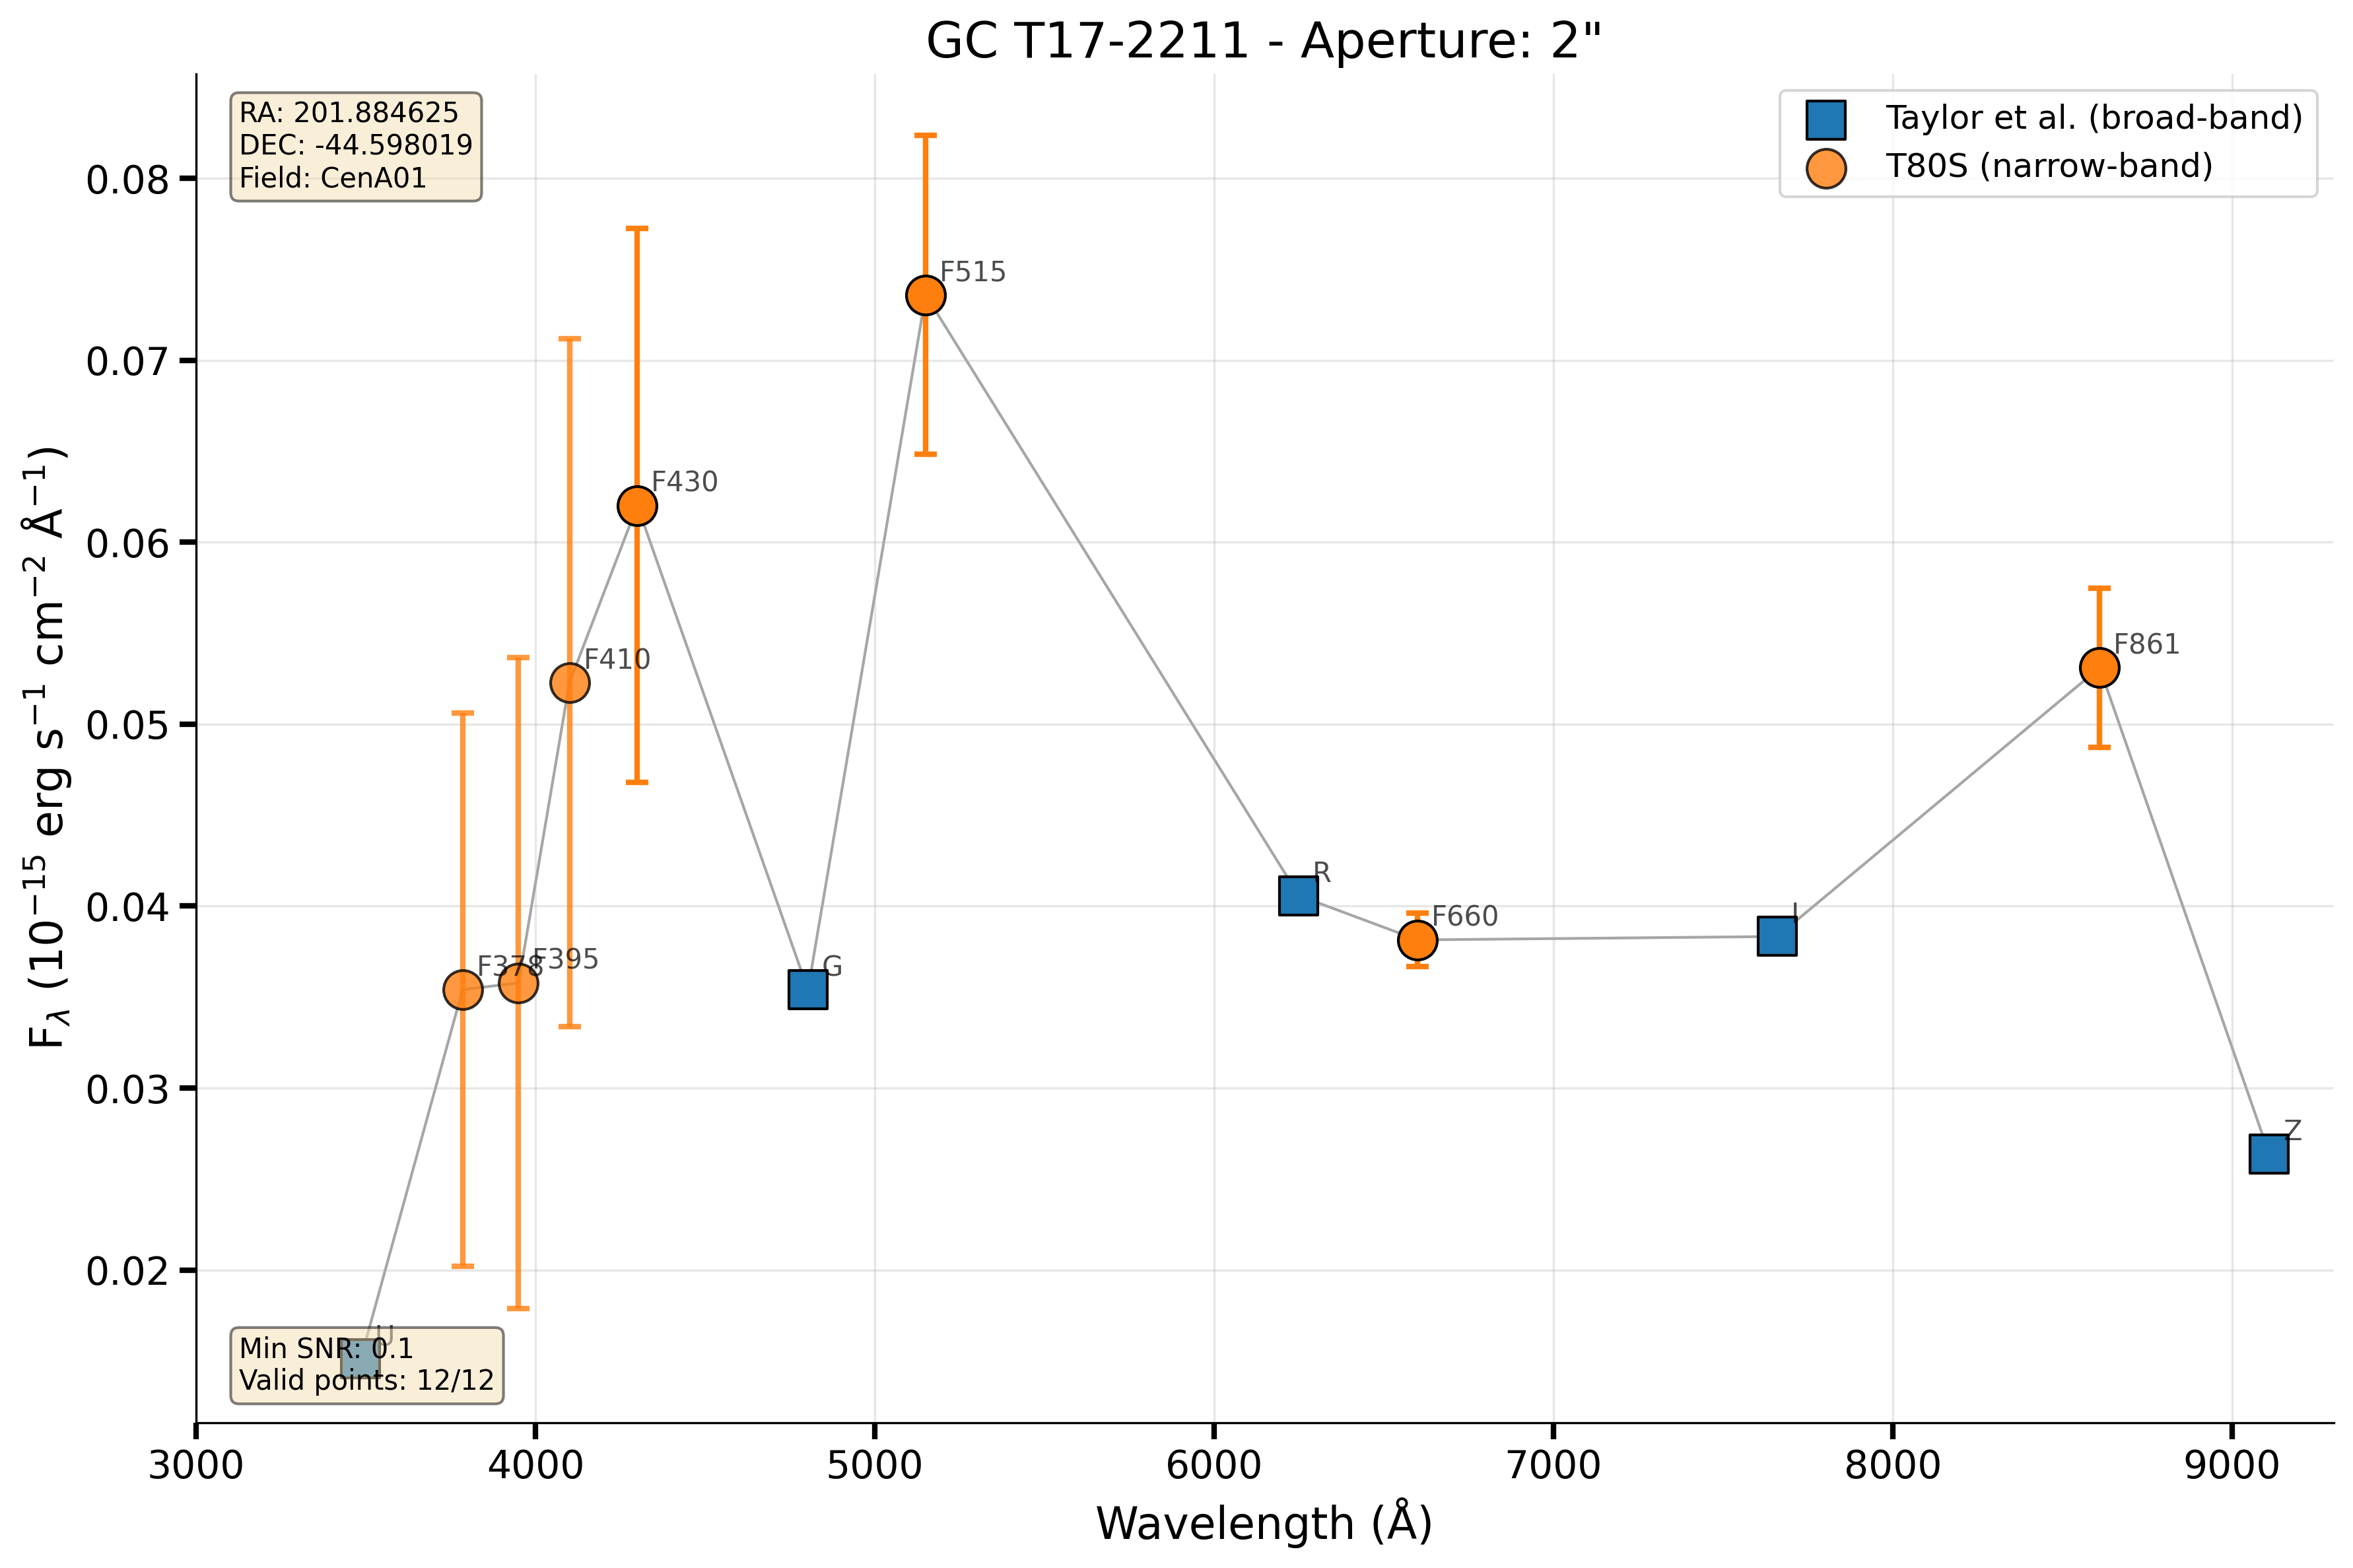 GC T17-2211 - Aperture: 2"
RA: 201.884625
DEC: -44.598019
Field: CenA01
Taylor et al. (broad-band)
T80S (narrow-band)
0.08
0.07
0.06
0.05
0.04
0.03
0.02
F$_{λ}$ (10$^{−15}$ erg s$^{−1}$ cm$^{−2}$ Å$^{−1}$)
F515
F430
F410
F861
F378
F395
G
R
F660
I
Z
U
Min SNR: 0.1
Valid points: 12/12
3000
4000
5000
6000
7000
8000
9000
Wavelength (Å)